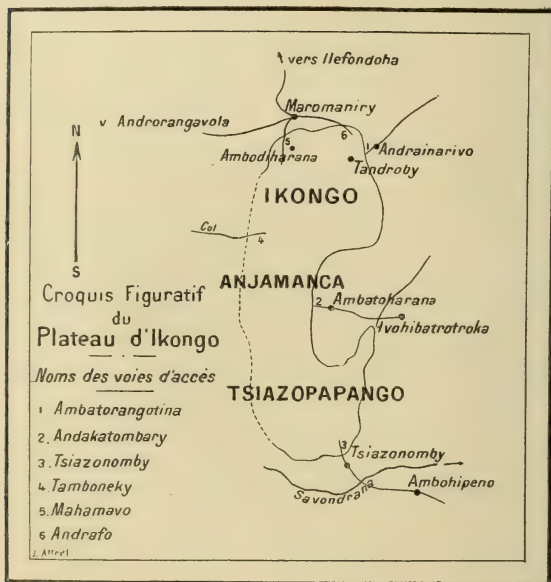 vers Ilefondoha
Maromaniry
v Androrangavola
N
6
5
1
Andrainarivo
Ambodiharana
Tandroby
IKONGO
Col
4
S
ANJAMANCA
Croquis Figuratif
du
Plateau d'Ikongo
2
Ambatoharana
Ivohibatrotroka
Noms des voies d'accès
TSIAZOPAPANGO
1 Ambatorangotina
2. Andakatombary
3. Tsiazonomby
4. Tamboneky
5. Mahamavo
6 Andrafo
3
Tsiazonomby
Savondrana
Ambohipeno